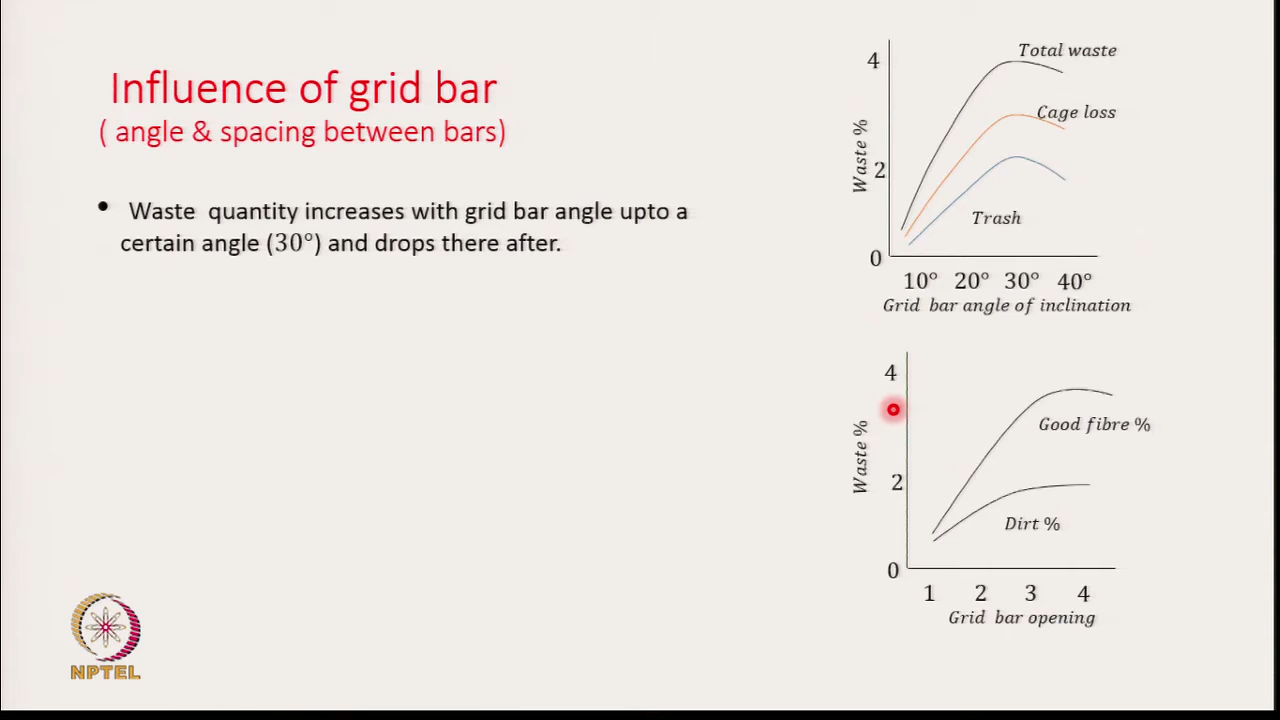 Influence of grid bar
( angle & spacing between bars)
• Waste quantity increases with grid bar angle upto a
certain angle (30°) and drops there after.
4
Total waste
Cage loss
Waste %
2
Trash
0
10° 20° 30° 40°
Grid bar angle of inclination
4
Good fibre %
Waste %
2
Dirt %
0
1 2 3 4
Grid bar opening
NPTEL